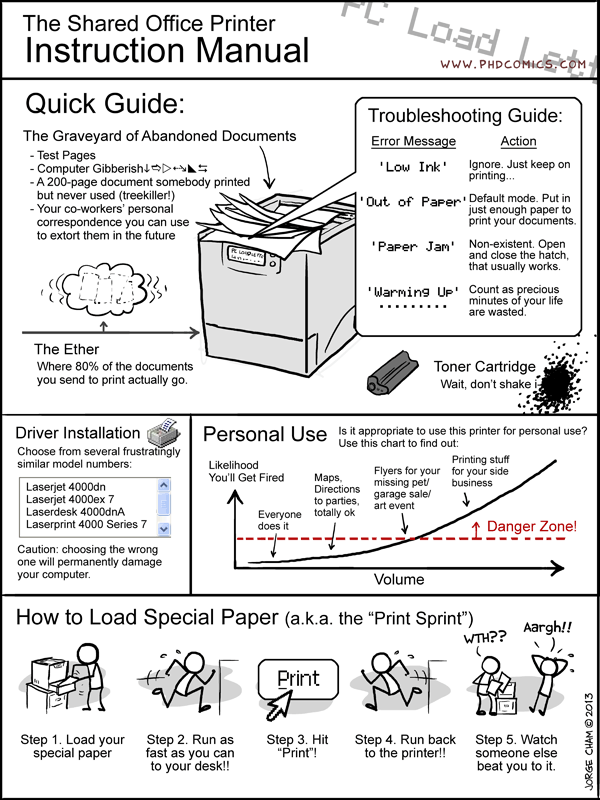 The Shared Office Printer
Instruction Manual
PC Load Lett
WWW.PHDCOMICS.COM
Quick Guide:
The Graveyard of Abandoned Documents
- Test Pages
- Computer Gibberish↓⇨▷↔◣⇆
- A 200-page document somebody printed
but never used (treekiller!)
- Your co-workers' personal
correspondence you can use
to extort them in the future
PC LOAD LETT
The Ether
Where 80% of the documents
you send to print actually go.
Troubleshooting Guide:
Error Message Action
'Low Ink' Ignore. Just keep on
printing...
'Out of Paper' Default mode. Put in
just enough paper to
print your documents.
'Paper Jam' Non-existent. Open
and close the hatch,
that usually works.
'Warming Up' Count as precious
......... minutes of your life
are wasted.
Toner Cartridge
Wait, don't shake i
Driver Installation
Choose from several frustratingly
similar model numbers:
Laserjet 4000dn
Laserjet 4000ex 7
Laserdesk 4000dnA
Laserprint 4000 Series 7
Caution: choosing the wrong
one will permanently damage
your computer.
Personal Use
Is it appropriate to use this printer for personal use?
Use this chart to find out:
Likelihood
You'll Get Fired
Everyone
does it
Maps,
Directions
to parties,
totally ok
Flyers for your
missing pet/
garage sale/
art event
Printing stuff
for your side
business
Danger Zone!
Volume
How to Load Special Paper (a.k.a. the "Print Sprint")
Print
WTH??
Aargh!!
Step 1. Load your
special paper
Step 2. Run as
fast as you can
to your desk!!
Step 3. Hit
"Print"!
Step 4. Run back
to the printer!!
Step 5. Watch
someone else
beat you to it.
JORGE CHAM © 2013